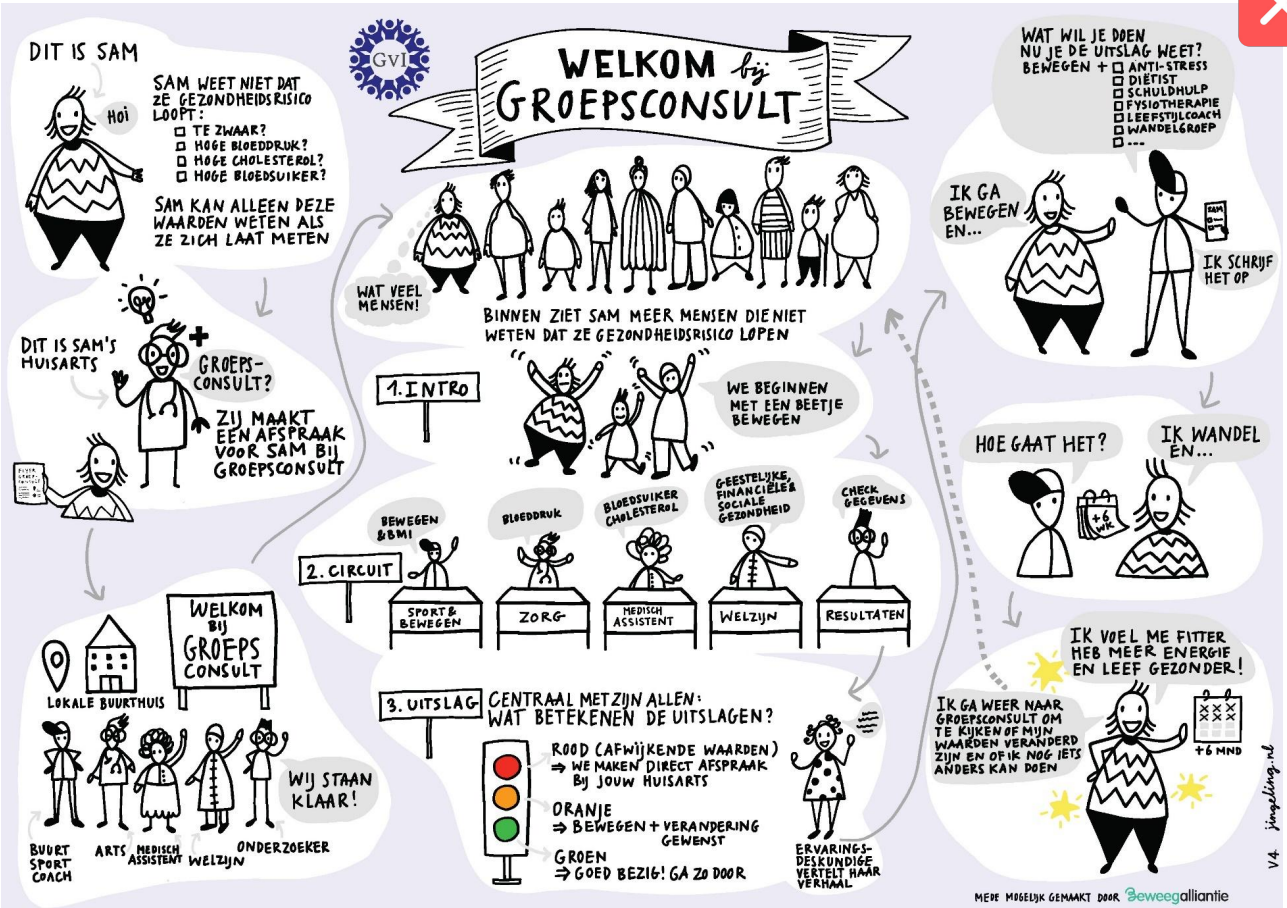 DIT IS SAM
Hoi
SAM WEET NIET DAT
ZE GEZONDHEIDSRISICO
LOOPT:
TE ZWAAR?
HOGE BLOEDDRUK?
HOGE CHOLESTEROL?
HOGE BLOEDSUIKER?
SAM KAN ALLEEN DEZE
WAARDEN WETEN ALS
ZE ZICH LAAT METEN
DIT IS SAM'S
HUISARTS
GROEPS-
CONSULT?
ZIJ MAAKT
EEN AFSPRAAK
VOOR SAM BIJ
GROEPSCONSULT
FLYER
GROEP-
CONSULT
WELKOM
BIJ
GROEPS
CONSULT
LOKALE BUURTHUIS
WIJ STAAN
KLAAR!
BUURT
SPORT
COACH
ARTS
MEDISCH
ASSISTENT
WELZIJN
ONDERZOEKER
GVI
WELKOM bij
GROEPSCONSULT
WAT VEEL
MENSEN!
BINNEN ZIET SAM MEER MENSEN DIE NIET
WETEN DAT ZE GEZONDHEIDSRISICO LOPEN
1. INTRO
WE BEGINNEN
MET EEN BEETJE
BEWEGEN
2. CIRCUIT
BEWEGEN
& BMI
SPORT &
BEWEGEN
BLOEDDRUK
ZORG
BLOEDSUIKER
CHOLESTEROL
MEDISCH
ASSISTENT
GEESTELIJKE,
FINANCIËLE &
SOCIALE
GEZONDHEID
WELZIJN
CHECK
GEGEVENS
RESULTATEN
3. UITSLAG
CENTRAAL MET ZIJN ALLEN:
WAT BETEKENEN DE UITSLAGEN?
ROOD (AFWIJKENDE WAARDEN)
⇒ WE MAKEN DIRECT AFSPRAAK
BIJ JOUW HUISARTS
ORANJE
⇒ BEWEGEN + VERANDERING
GEWENST
GROEN
⇒ GOED BEZIG! GA ZO DOOR
ERVARINGS-
DESKUNDIGE
VERTELT HAAR
VERHAAL
WAT WIL JE DOEN
NU JE DE UITSLAG WEET?
BEWEGEN + ANTI-STRESS
DIËTIST
SCHULDHULP
FYSIOTHERAPIE
LEEFSTIJLCOACH
WANDELGROEP
...
IK GA
BEWEGEN
EN...
SAM
IK SCHRIJF
HET OP
HOE GAAT HET?
+6
WK
IK WANDEL
EN...
IK VOEL ME FITTER
HEB MEER ENERGIE
EN LEEF GEZONDER!
IK GA WEER NAAR
GROEPSCONSULT OM
TE KIJKEN OF MIJN
WAARDEN VERANDERD
ZIJN EN OF IK NOG IETS
ANDERS KAN DOEN
+6 MND
V4 jingeling.nl
MEDE MOGELIJK GEMAAKT DOOR Beweegalliantie